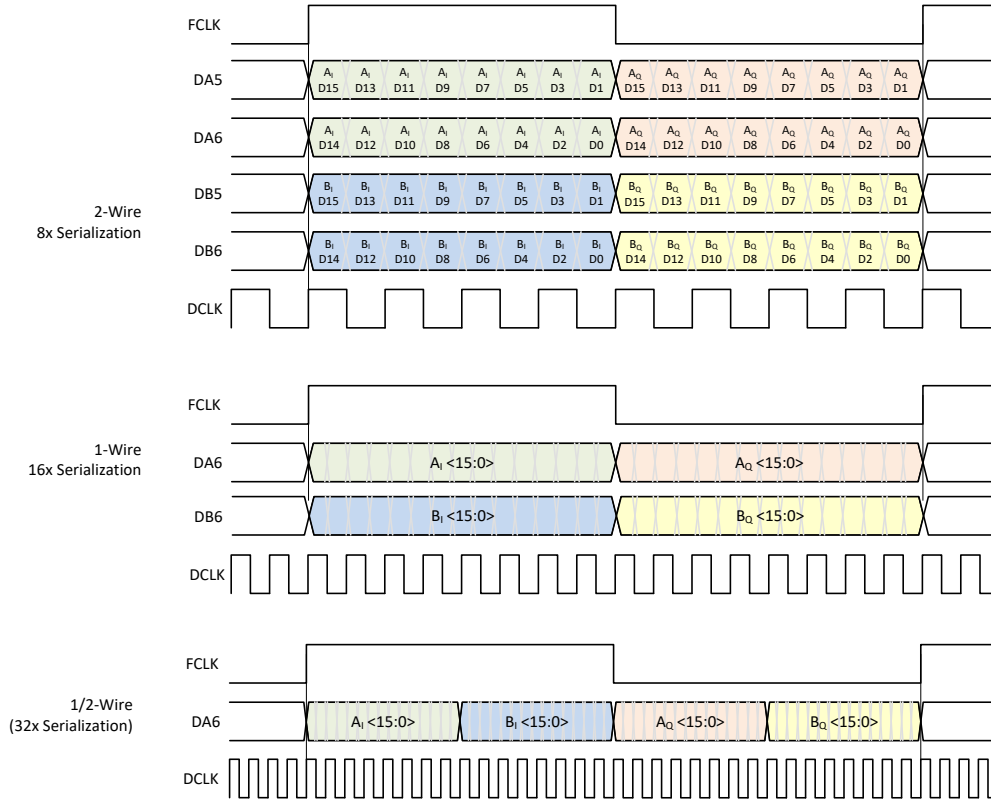 FCLK
DA5
A_I A_I A_I A_I A_I A_I A_I A_I A_Q A_Q A_Q A_Q A_Q A_Q A_Q A_Q
D15 D13 D11 D9 D7 D5 D3 D1 D15 D13 D11 D9 D7 D5 D3 D1
DA6
A_I A_I A_I A_I A_I A_I A_I A_I A_Q A_Q A_Q A_Q A_Q A_Q A_Q A_Q
D14 D12 D10 D8 D6 D4 D2 D0 D14 D12 D10 D8 D6 D4 D2 D0
2-Wire
8x Serialization
DB5
B_I B_I B_I B_I B_I B_I B_I B_I B_Q B_Q B_Q B_Q B_Q B_Q B_Q B_Q
D15 D13 D11 D9 D7 D5 D3 D1 D15 D13 D11 D9 D7 D5 D3 D1
DB6
B_I B_I B_I B_I B_I B_I B_I B_I B_Q B_Q B_Q B_Q B_Q B_Q B_Q B_Q
D14 D12 D10 D8 D6 D4 D2 D0 D14 D12 D10 D8 D6 D4 D2 D0
DCLK
FCLK
1-Wire
16x Serialization
DA6 A_I <15:0> A_Q <15:0>
DB6 B_I <15:0> B_Q <15:0>
DCLK
FCLK
1/2-Wire
(32x Serialization)
DA6 A_I <15:0> B_I <15:0> A_Q <15:0> B_Q <15:0>
DCLK